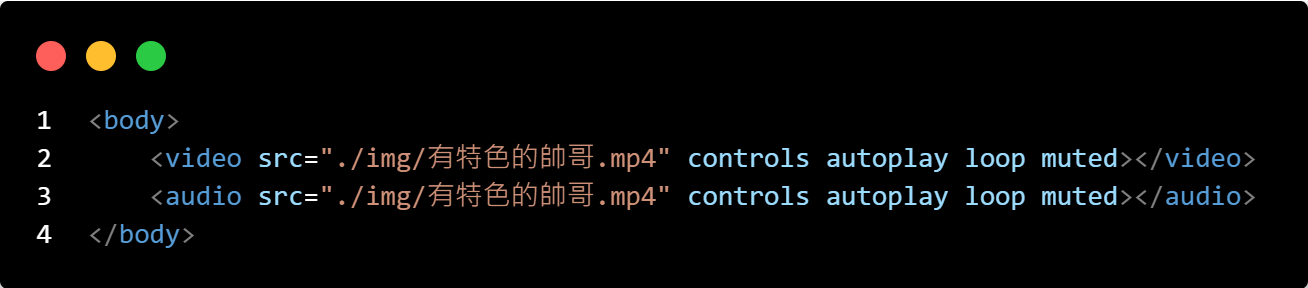 1 <body>
2     <video src="./img/有特色的帥哥.mp4" controls autoplay loop muted></video>
3     <audio src="./img/有特色的帥哥.mp4" controls autoplay loop muted></audio>
4 </body>